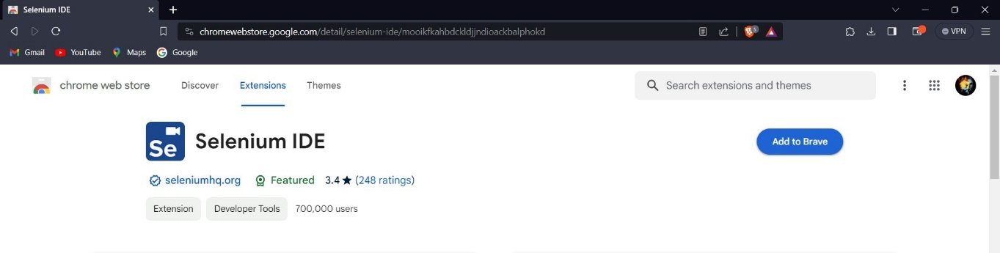 Selenium IDE
chromewebstore.google.com/detail/selenium-ide/mooikfkahbdckldjjndioackbalphokd
5
VPN
Gmail YouTube Maps Google
chrome web store Discover Extensions Themes Search extensions and themes
Se Selenium IDE Add to Brave
seleniumhq.org Featured 3.4 ★ (248 ratings)
Extension Developer Tools 700,000 users